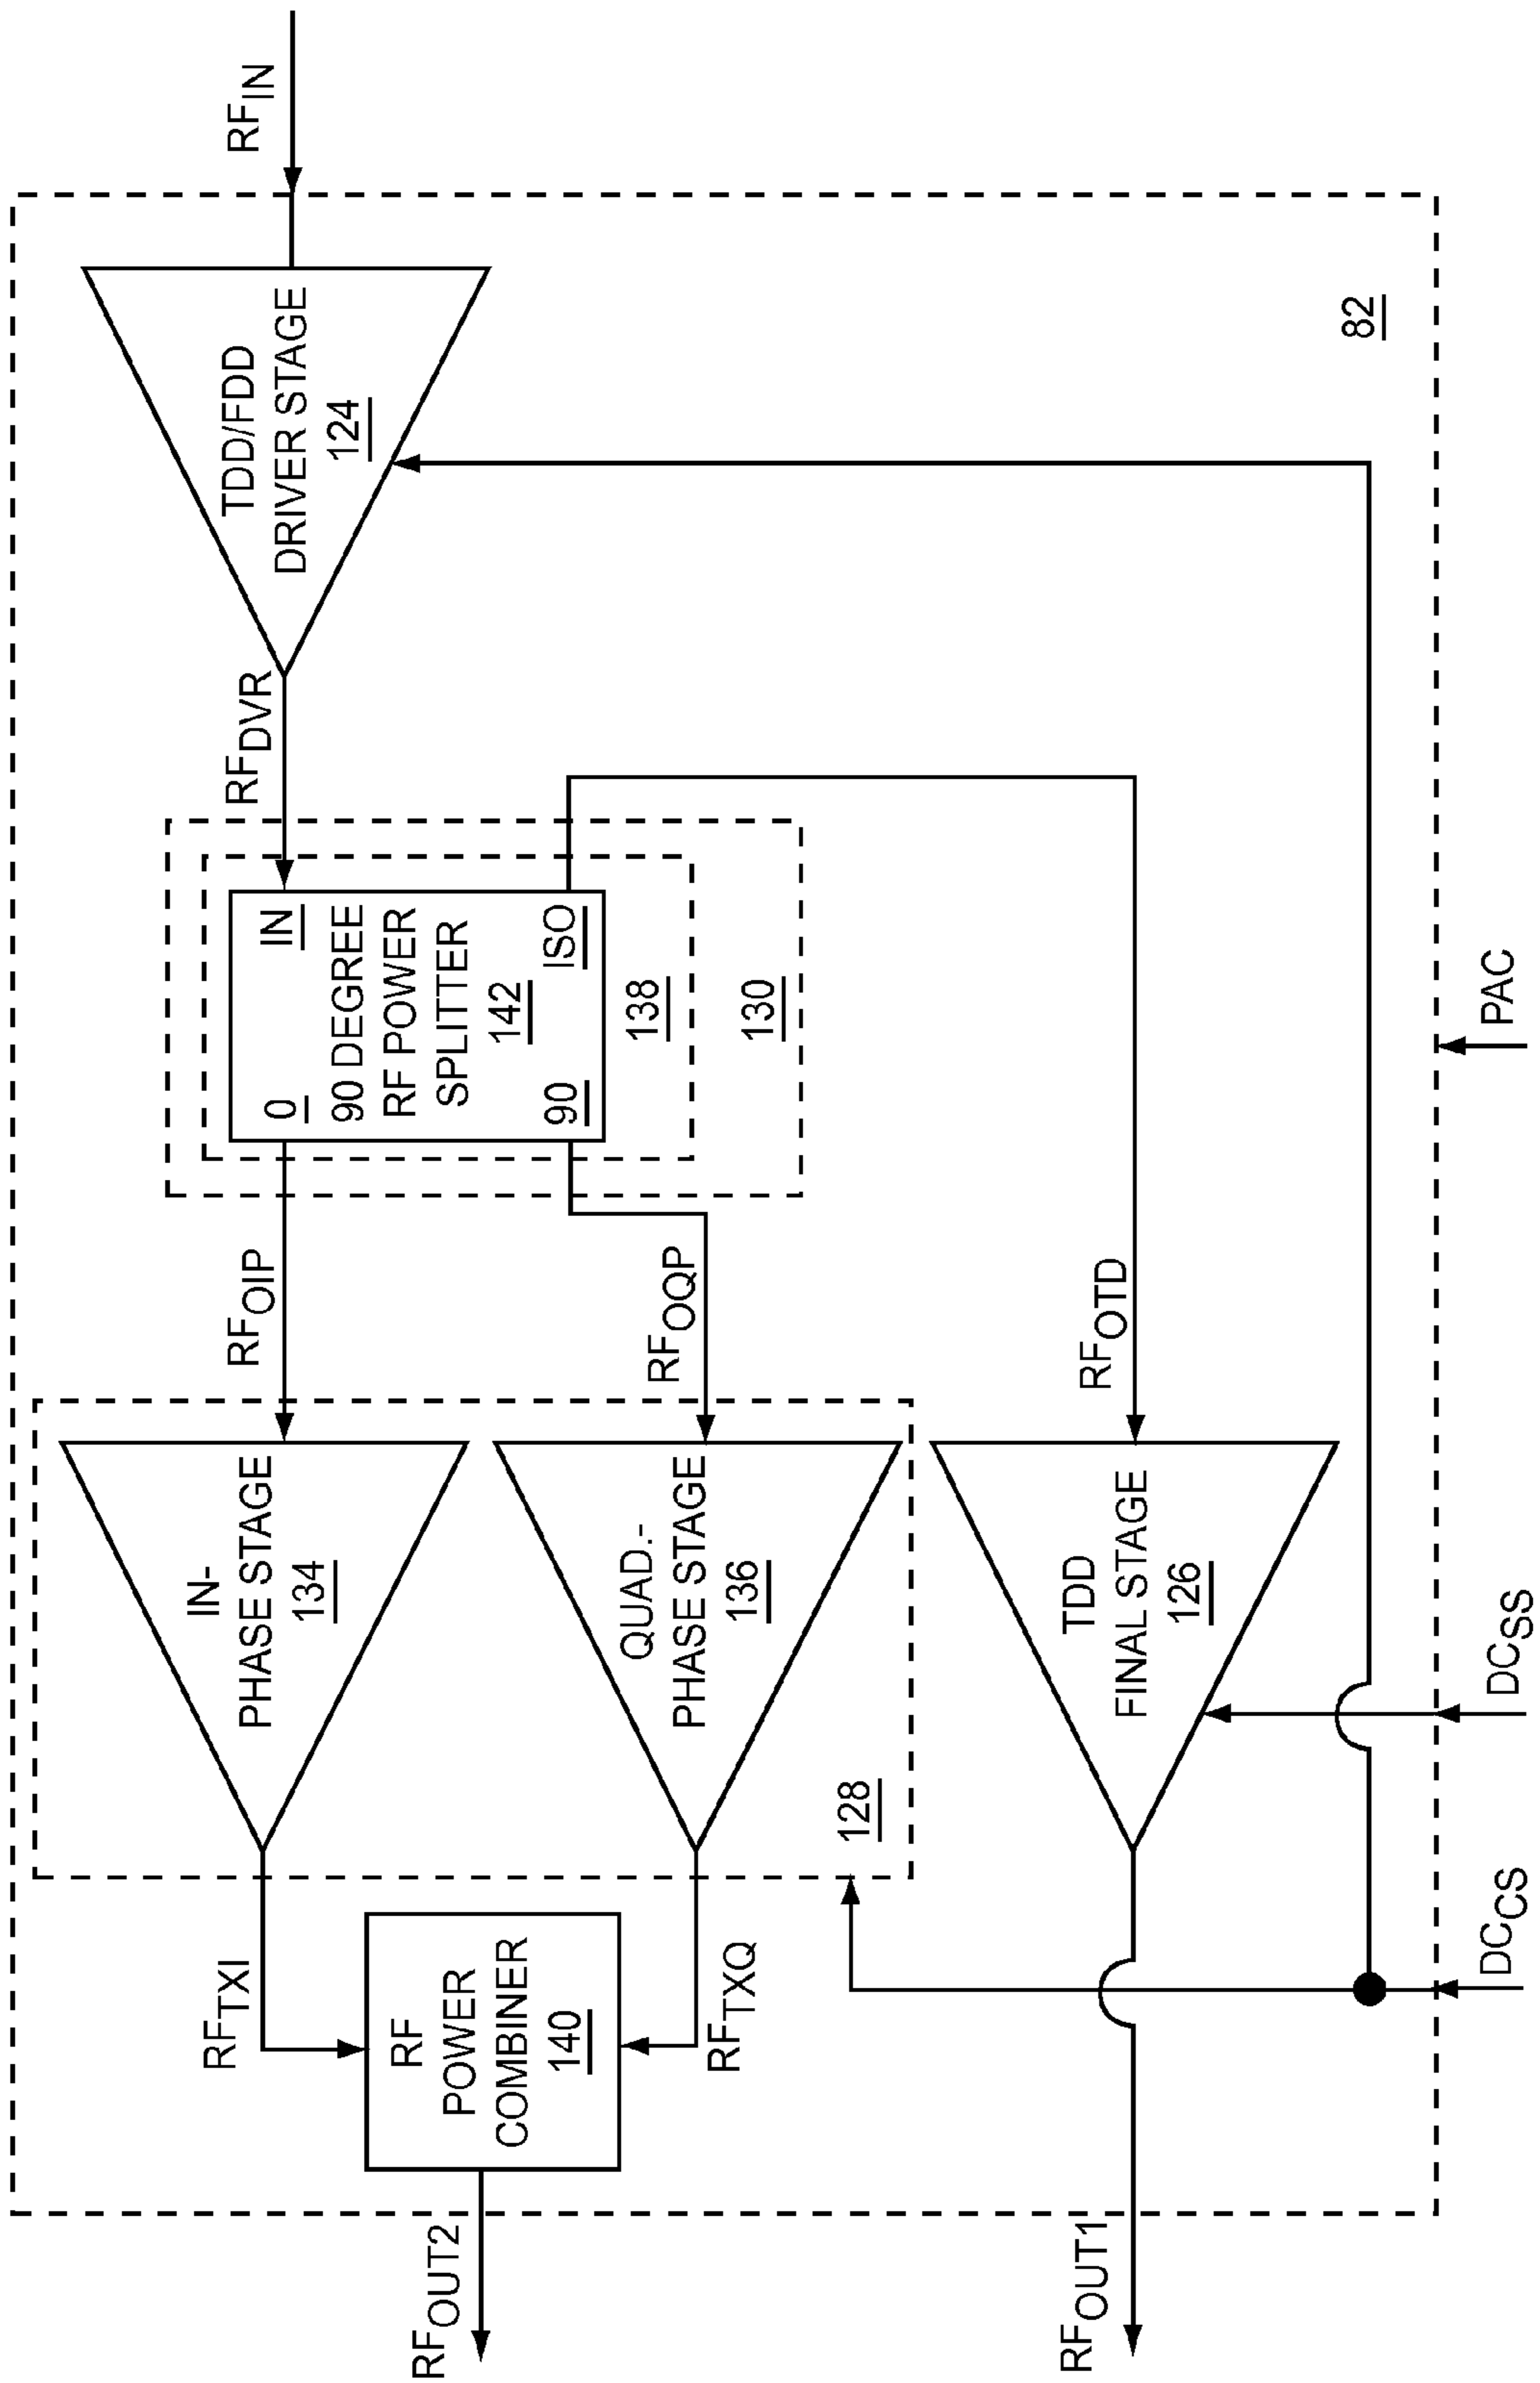 RFIN
TDD/FDD
DRIVER STAGE
124
82
RFDVR
IN
0
90 DEGREE
RF POWER
SPLITTER
142
ISO
90
138
130
PAC
RFOIP
RFOQP
RFOTD
IN-
PHASE STAGE
134
QUAD.-
PHASE STAGE
136
TDD
FINAL STAGE
126
128
DCSS
DCCS
RFTXI
RF
POWER
COMBINER
140
RFTXQ
RFOUT2
RFOUT1